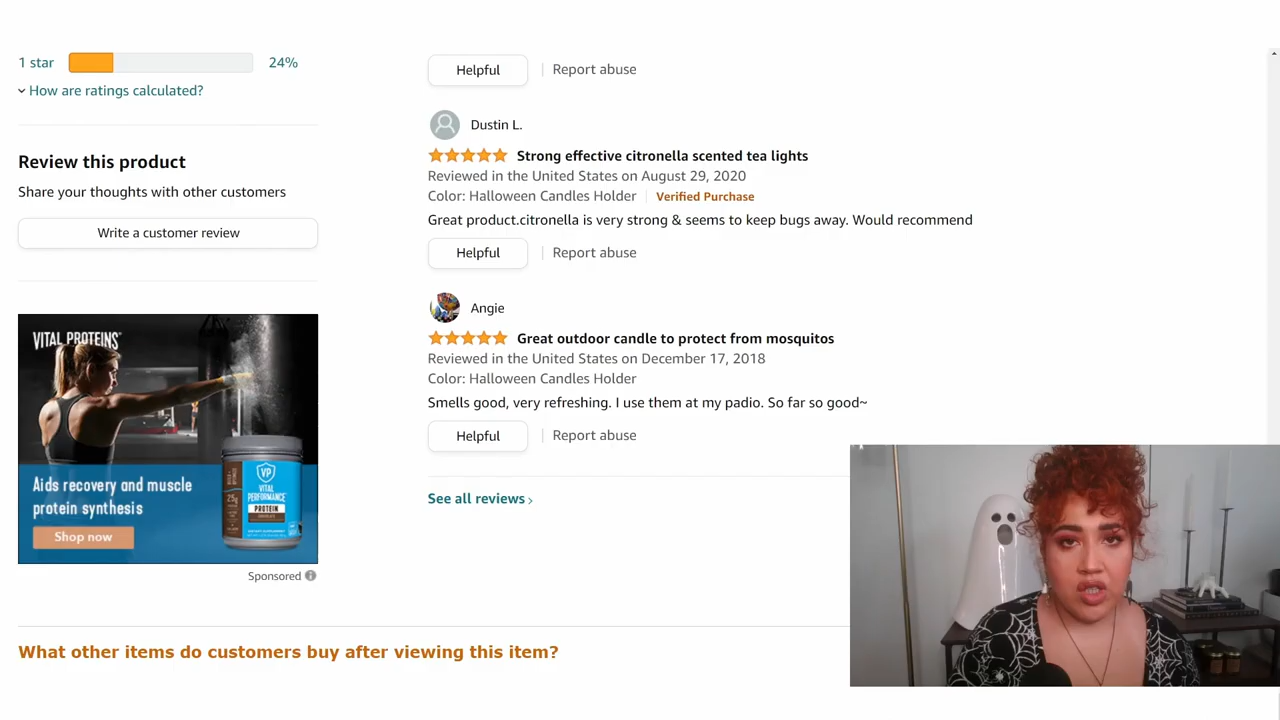 1 star 24%
How are ratings calculated?
Review this product
Share your thoughts with other customers
Write a customer review
VITAL PROTEINS
Aids recovery and muscle
protein synthesis
Shop now
VP
VITAL
PERFORMANCE
PROTEIN
25g
Sponsored
Helpful | Report abuse
Dustin L.
Strong effective citronella scented tea lights
Reviewed in the United States on August 29, 2020
Color: Halloween Candles Holder | Verified Purchase
Great product.citronella is very strong & seems to keep bugs away. Would recommend
Helpful | Report abuse
Angie
Great outdoor candle to protect from mosquitos
Reviewed in the United States on December 17, 2018
Color: Halloween Candles Holder
Smells good, very refreshing. I use them at my padio. So far so good~
Helpful | Report abuse
See all reviews ›
What other items do customers buy after viewing this item?